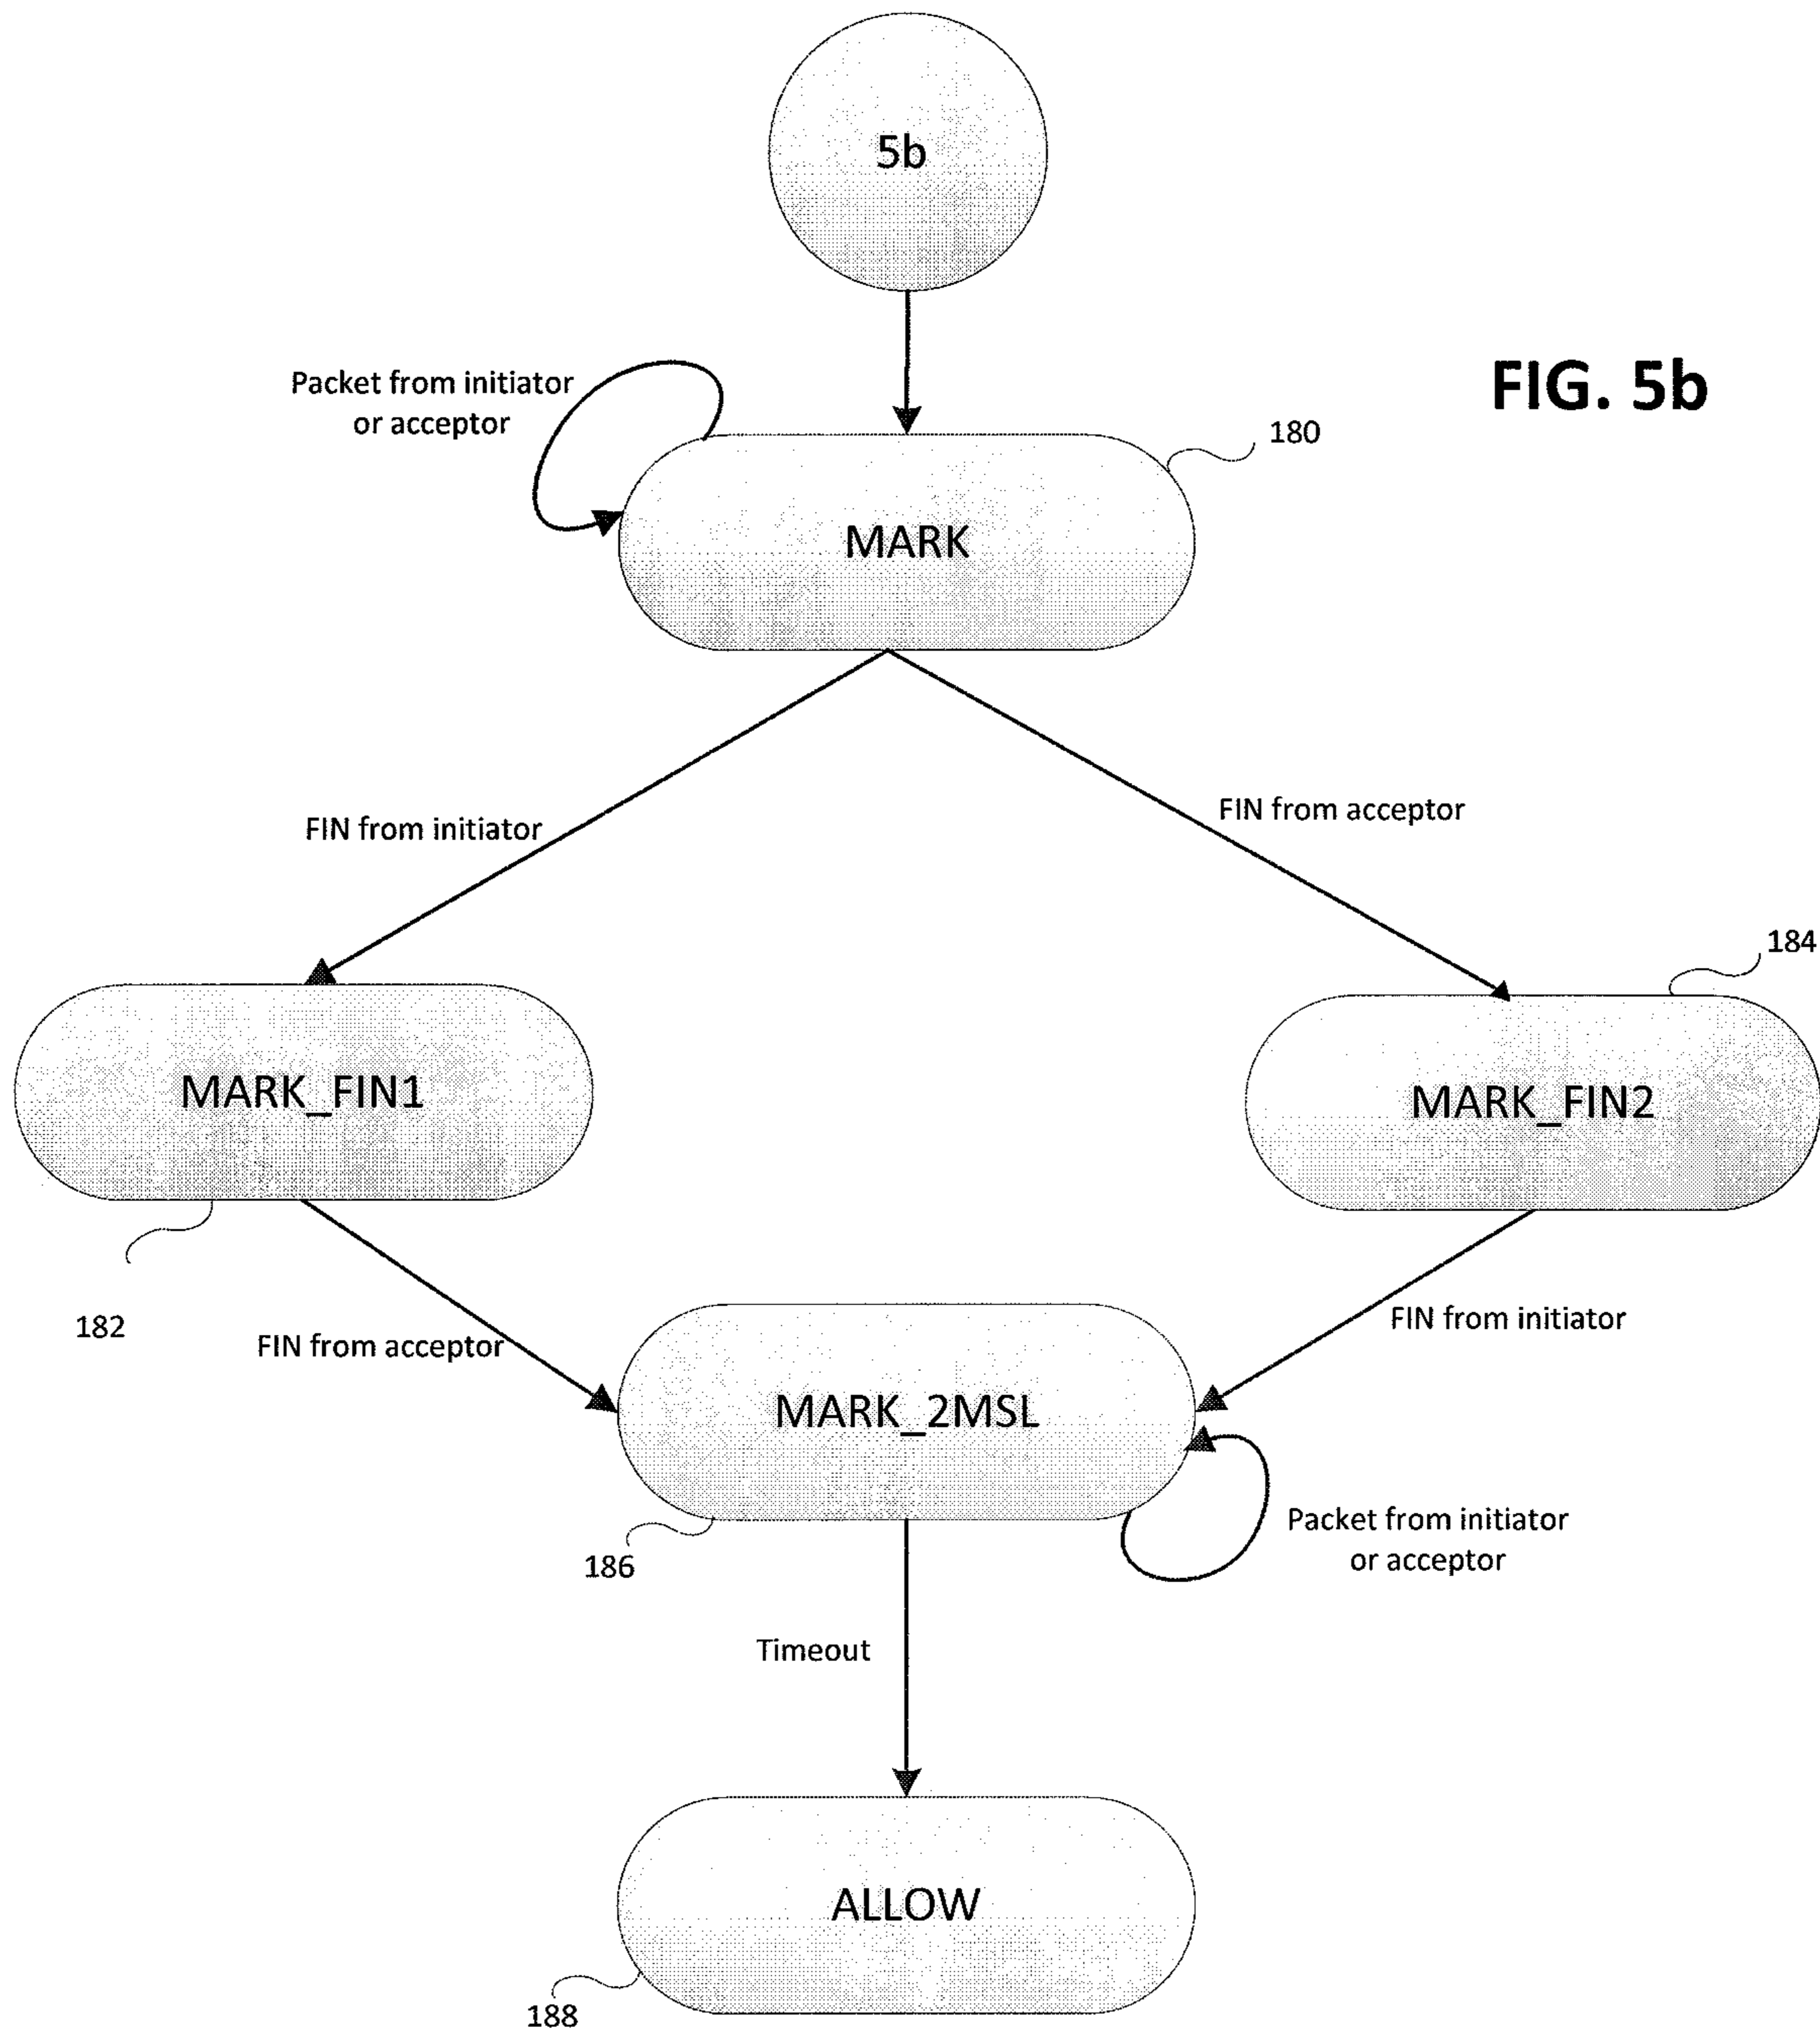 5b
FIG. 5b
Packet from initiator
or acceptor
180
MARK
FIN from initiator
FIN from acceptor
184
MARK_FIN1
MARK_FIN2
182
FIN from acceptor
FIN from initiator
MARK_2MSL
186
Packet from initiator
or acceptor
Timeout
ALLOW
188